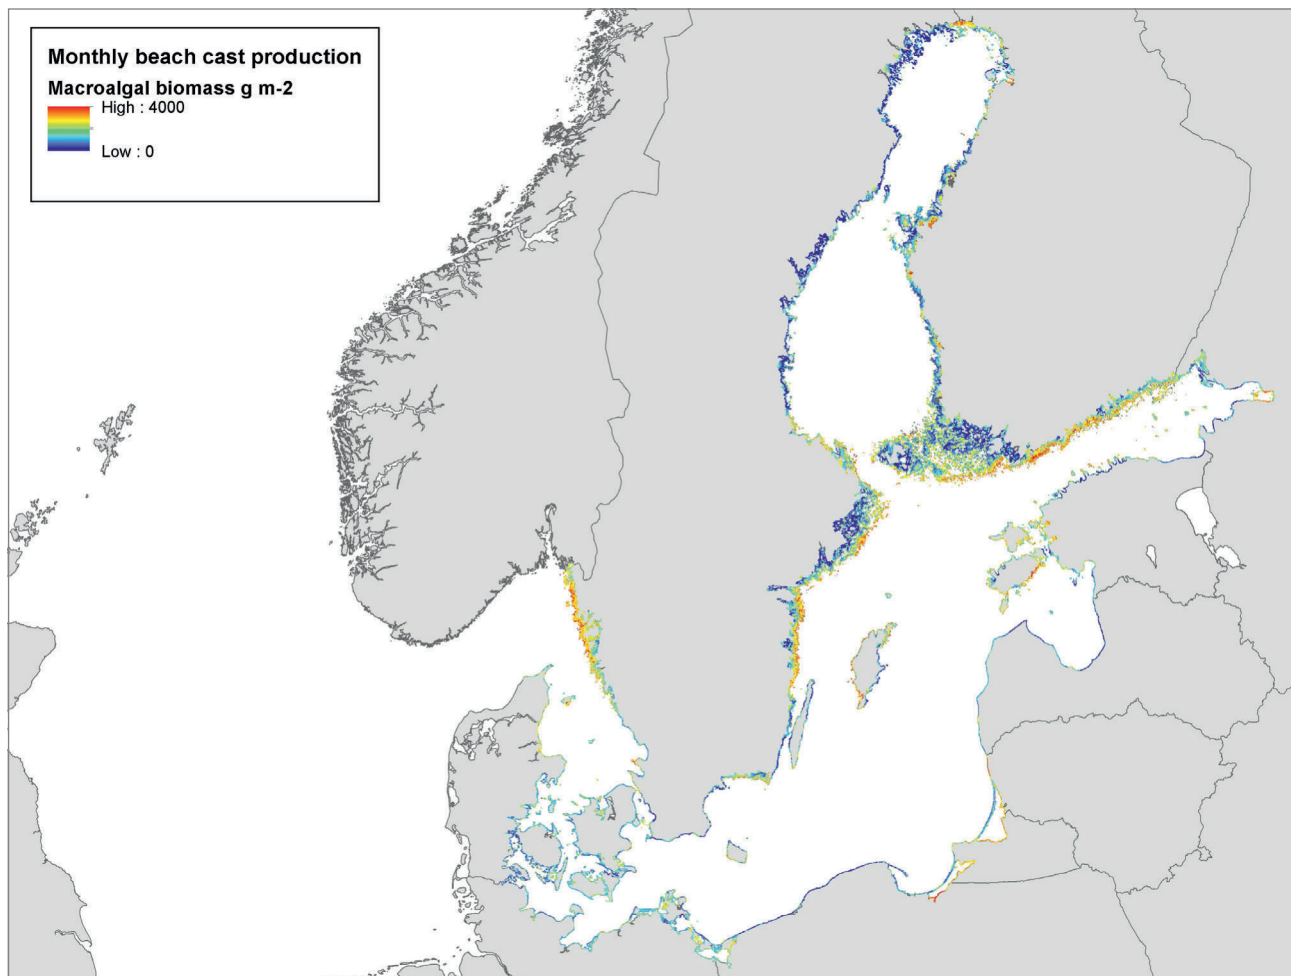 Monthly beach cast production
Macroalgal biomass g m-2
High : 4000
Low : 0